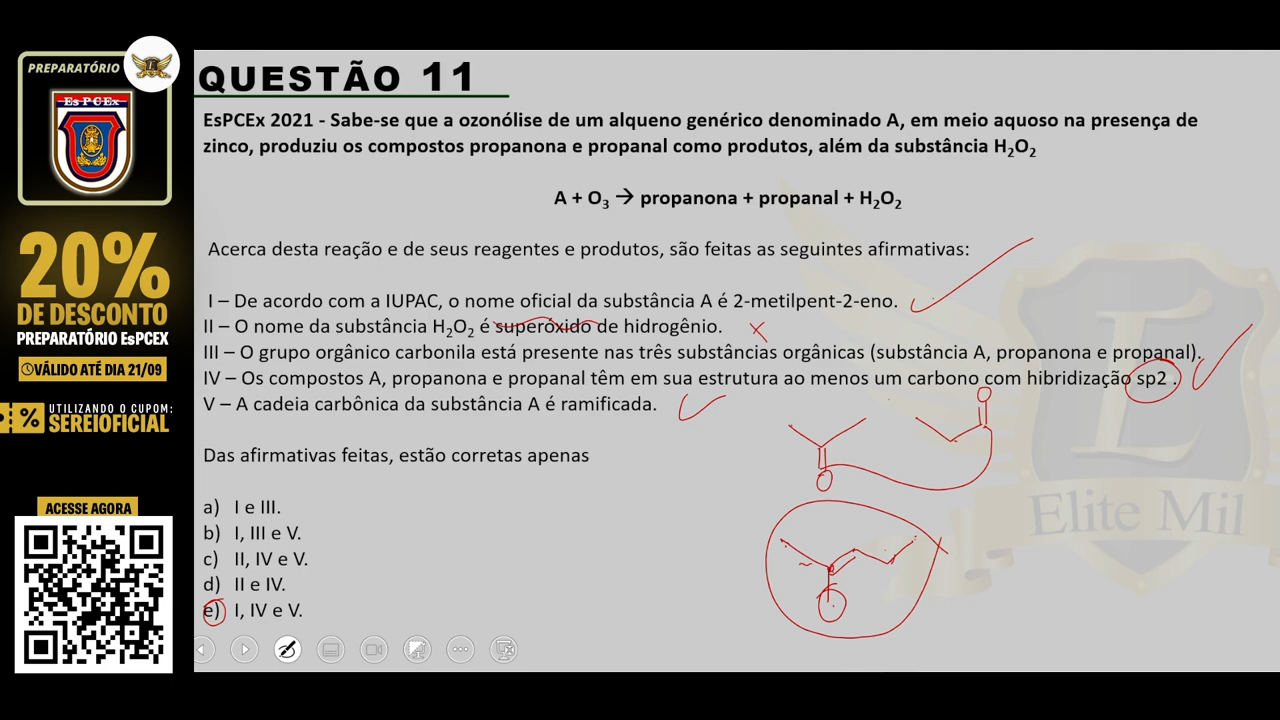 PREPARATÓRIO
Es PCEx
20%
DE DESCONTO
PREPARATÓRIO EsPCEX
VÁLIDO ATÉ DIA 21/09
% UTILIZANDO O CUPOM:
SEREIOFICIAL
ACESSE AGORA
QUESTÃO 11
EsPCEx 2021 - Sabe-se que a ozonólise de um alqueno genérico denominado A, em meio aquoso na presença de
zinco, produziu os compostos propanona e propanal como produtos, além da substância H₂O₂
A + O₃ → propanona + propanal + H₂O₂
Acerca desta reação e de seus reagentes e produtos, são feitas as seguintes afirmativas:
I – De acordo com a IUPAC, o nome oficial da substância A é 2-metilpent-2-eno.
II – O nome da substância H₂O₂ é superóxido de hidrogênio.
III – O grupo orgânico carbonila está presente nas três substâncias orgânicas (substância A, propanona e propanal).
IV – Os compostos A, propanona e propanal têm em sua estrutura ao menos um carbono com hibridização sp2 .
V – A cadeia carbônica da substância A é ramificada.
O
O
Das afirmativas feitas, estão corretas apenas
a) I e III.
b) I, III e V.
c) II, IV e V.
d) II e IV.
e) I, IV e V.
Elite Mil